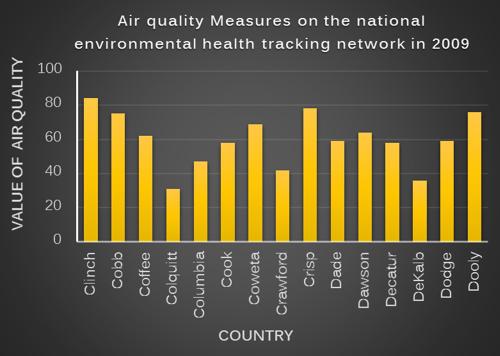 Air quality Measures on the national
environmental health tracking network in 2009
VALUE OF AIR QUALITY
100
80
60
40
20
0
Clinch
Cobb
Coffee
Colquitt
Columbia
Cook
Coweta
Crawford
Crisp
Dade
Dawson
Decatur
DeKalb
Dodge
Dooly
COUNTRY